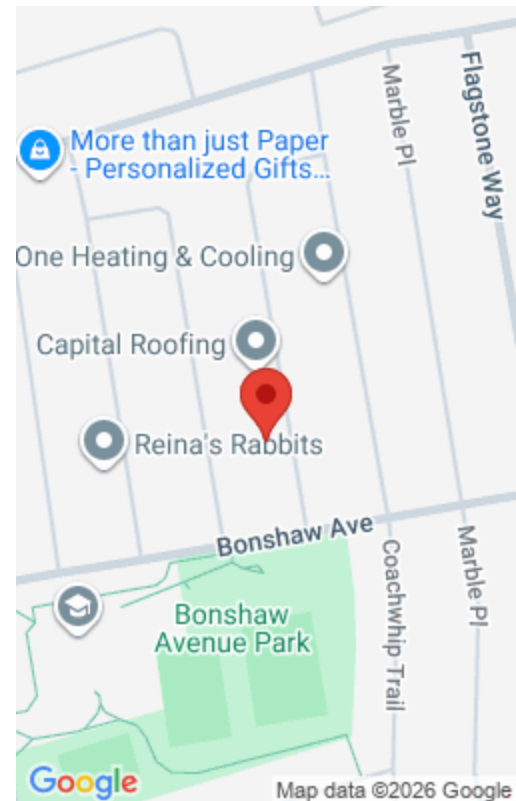 Flagstone Way
Marble Pl
More than just Paper
- Personalized Gifts...
One Heating & Cooling
Capital Roofing
Reina's Rabbits
Bonshaw Ave
Marble Pl
Coachwhip Trail
Bonshaw
Avenue Park
Google
Map data ©2026 Google